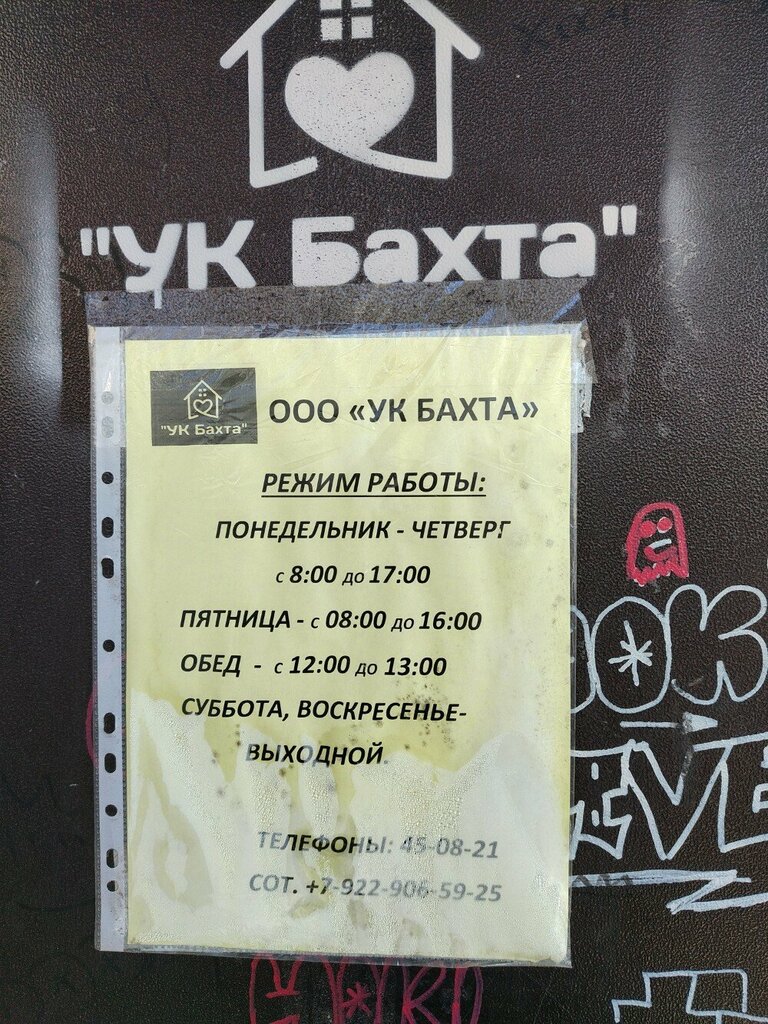 "УК Бахта"
"УК Бахта"
ООО «УК БАХТА»
РЕЖИМ РАБОТЫ:
ПОНЕДЕЛЬНИК - ЧЕТВЕРГ
с 8:00 до 17:00
ПЯТНИЦА - с 08:00 до 16:00
ОБЕД - с 12:00 до 13:00
СУББОТА, ВОСКРЕСЕНЬЕ-
ВЫХОДНОЙ.
ТЕЛЕФОНЫ: 45-08-21
СОТ. +7-922-906-59-25